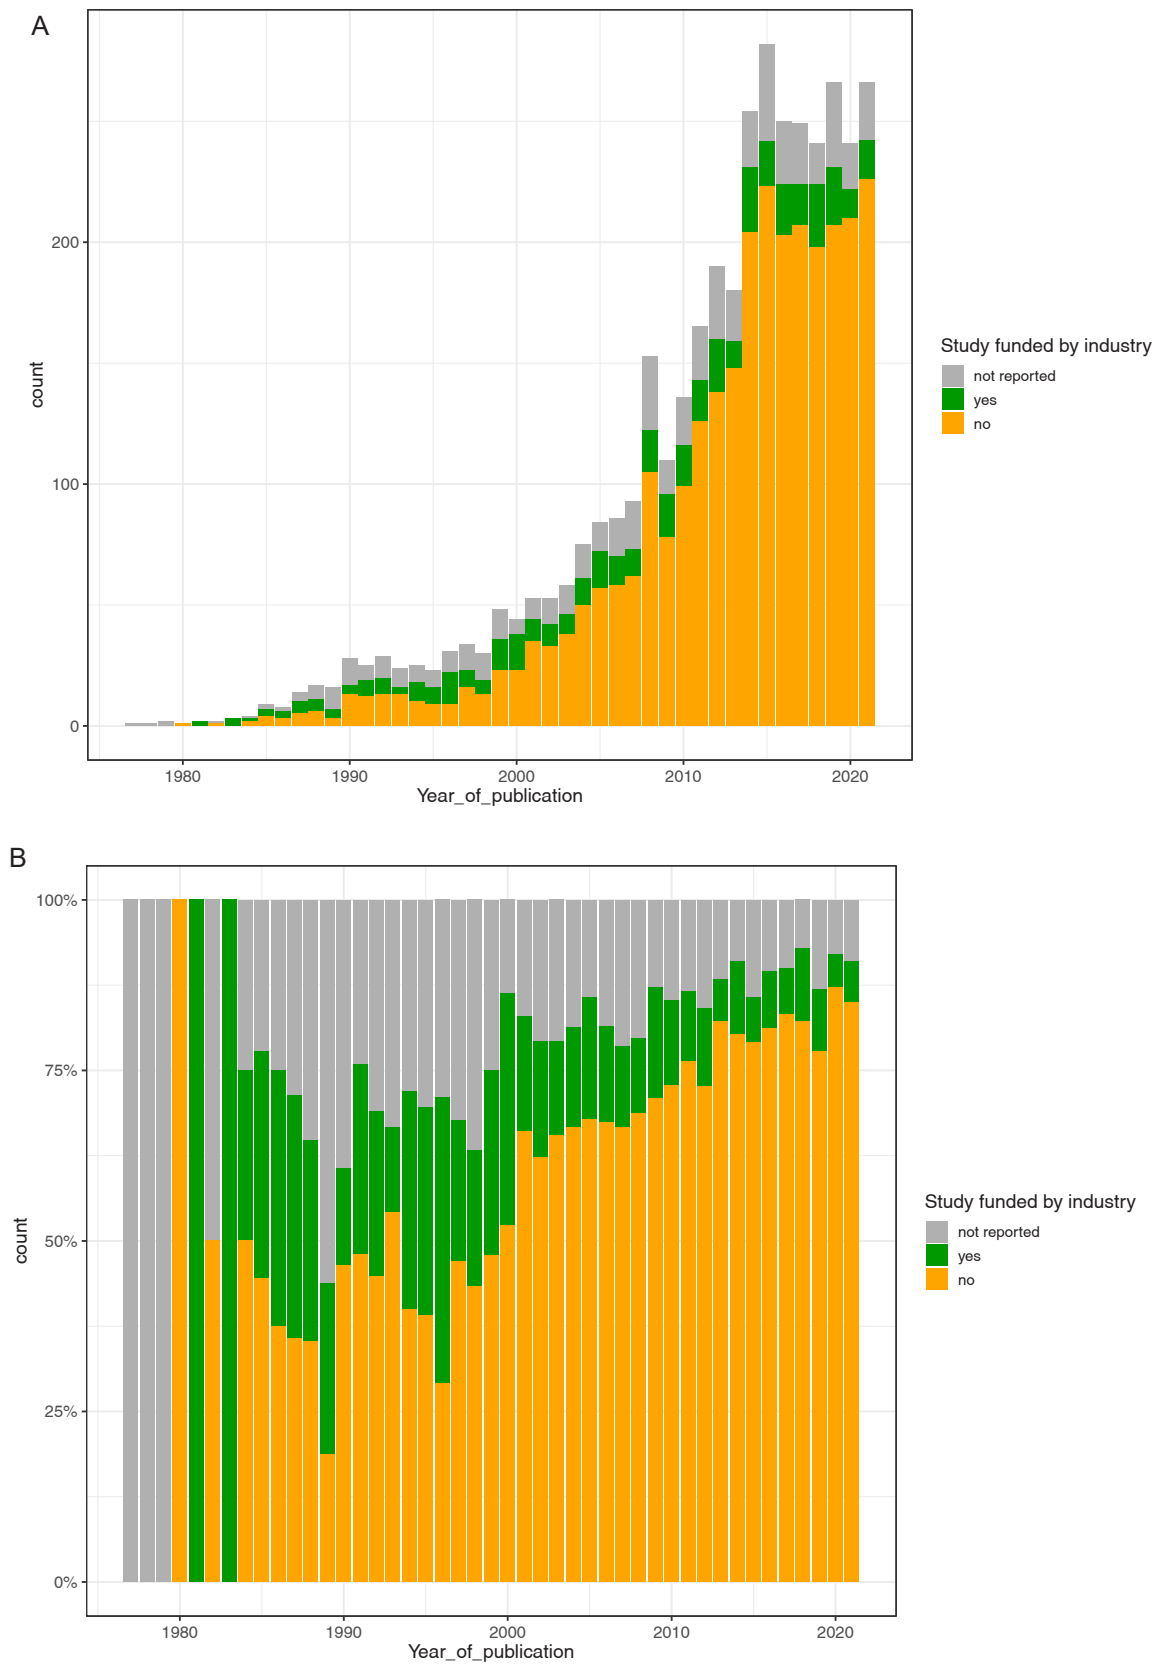 A
200
100
0
count
1980 1990 2000 2010 2020
Year_of_publication
Study funded by industry
not reported
yes
no
B
100%
75%
50%
25%
0%
count
1980 1990 2000 2010 2020
Year_of_publication
Study funded by industry
not reported
yes
no